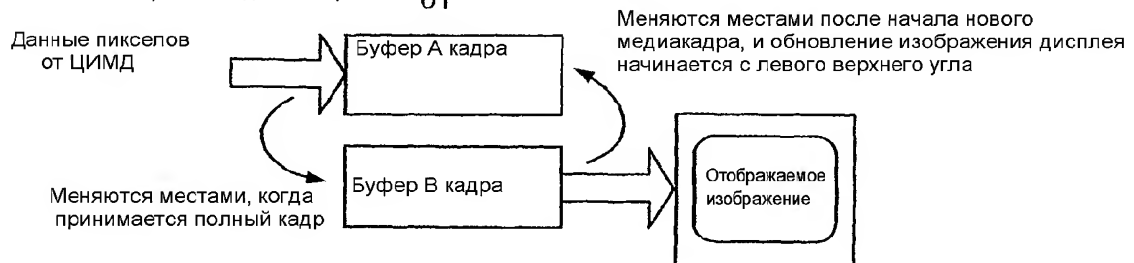 Данные пикселов
от ЦИМД
Буфер А кадра
Меняются местами после начала нового
медиакадра, и обновление изображения дисплея
начинается с левого верхнего угла
Меняются местами, когда
принимается полный кадр
Буфер В кадра
Отображаемое
изображение